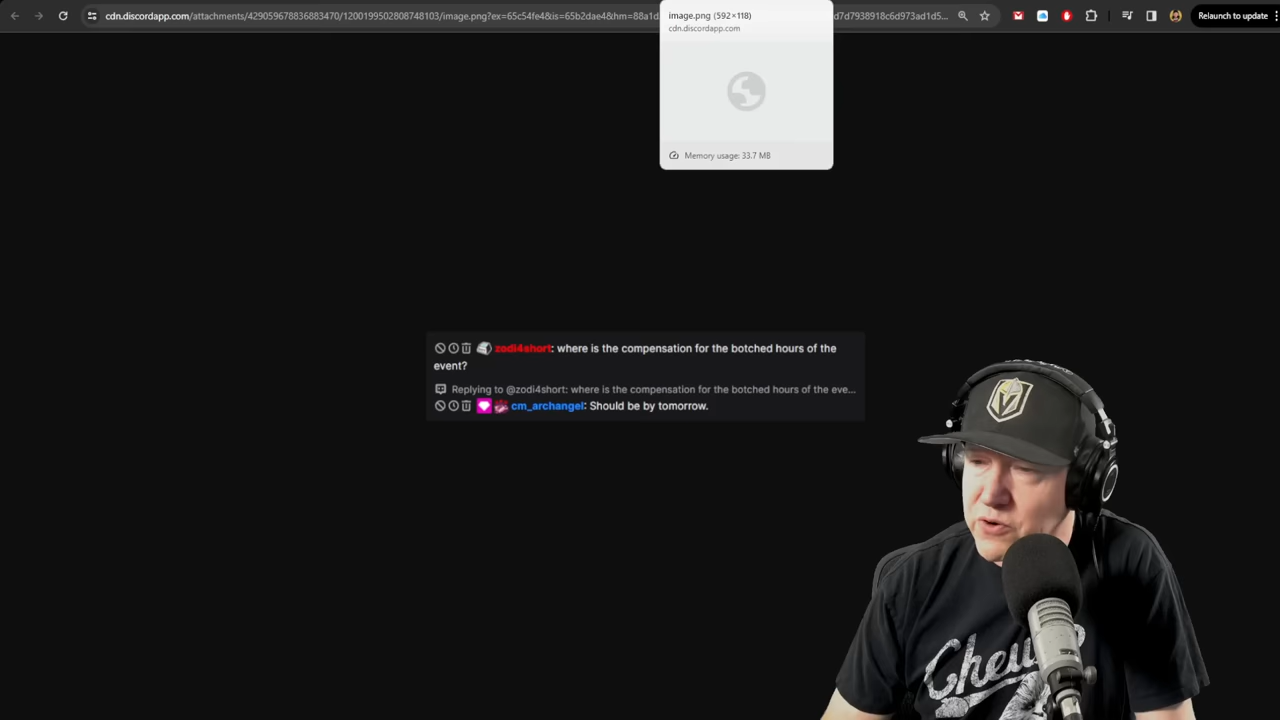 image.png (592×118)
cdn.discordapp.com
cdn.discordapp.com/attachments/429059678836883470/1200199502808748103/image.png?ex=65c54fe4&is=65b2dae4&hm=88a1d
d7d7938918c6d973ad1d5...
Relaunch to update
Memory usage: 33.7 MB
zodi4short: where is the compensation for the botched hours of the
event?
Replying to @zodi4short: where is the compensation for the botched hours of the eve...
cm_archangel: Should be by tomorrow.